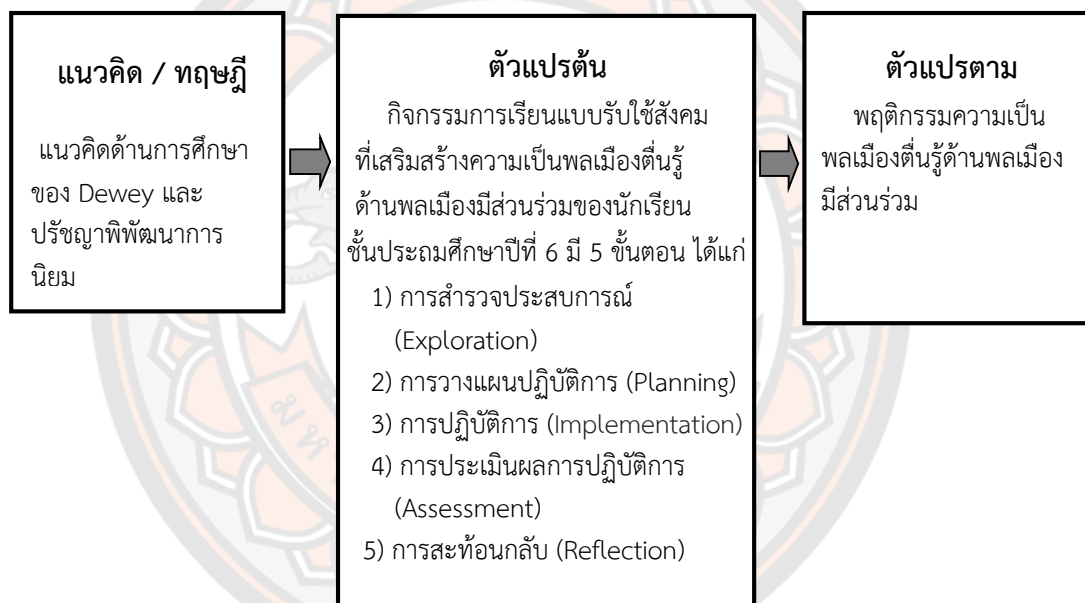 แนวคิด / ทฤษฎี
แนวคิดด้านการศึกษา
ของ Dewey และ
ปรัชญาพิพัฒนาการ
นิยม
ตัวแปรต้น
กิจกรรมการเรียนแบบรับใช้สังคม
ที่เสริมสร้างความเป็นพลเมืองตื่นรู้
ด้านพลเมืองมีส่วนร่วมของนักเรียน
ชั้นประถมศึกษาปีที่ 6 มี 5 ขั้นตอน ได้แก่
1) การสำรวจประสบการณ์
(Exploration)
2) การวางแผนปฏิบัติการ (Planning)
3) การปฏิบัติการ (Implementation)
4) การประเมินผลการปฏิบัติการ
(Assessment)
5) การสะท้อนกลับ (Reflection)
ตัวแปรตาม
พฤติกรรมความเป็น
พลเมืองตื่นรู้ด้านพลเมือง
มีส่วนร่วม